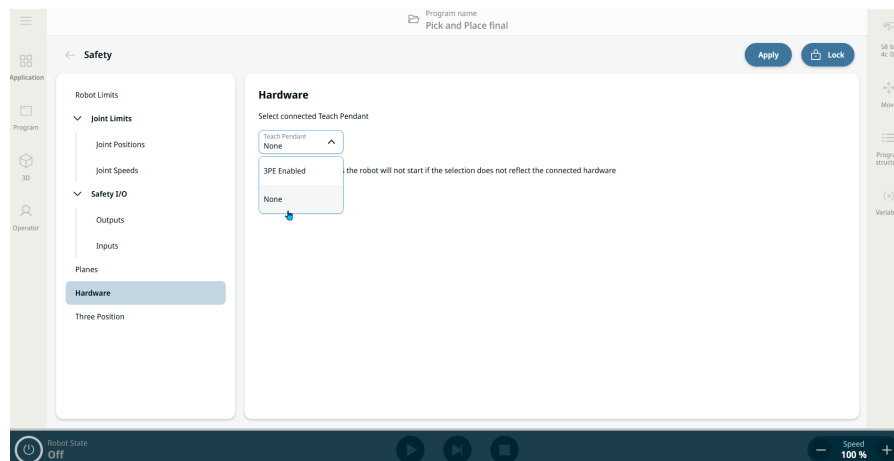 Program name
Pick and Place final
Safety
Apply
Lock
Application
Program
3D
Operator
Robot Limits
Joint Limits
Joint Positions
Joint Speeds
Safety I/O
Outputs
Inputs
Planes
Hardware
Three Position
Hardware
Select connected Teach Pendant
Teach Pendant
None
3PE Enabled
the robot will not start if the selection does not reflect the connected hardware
None
58
4c
Robot State
Off
Speed
100 %